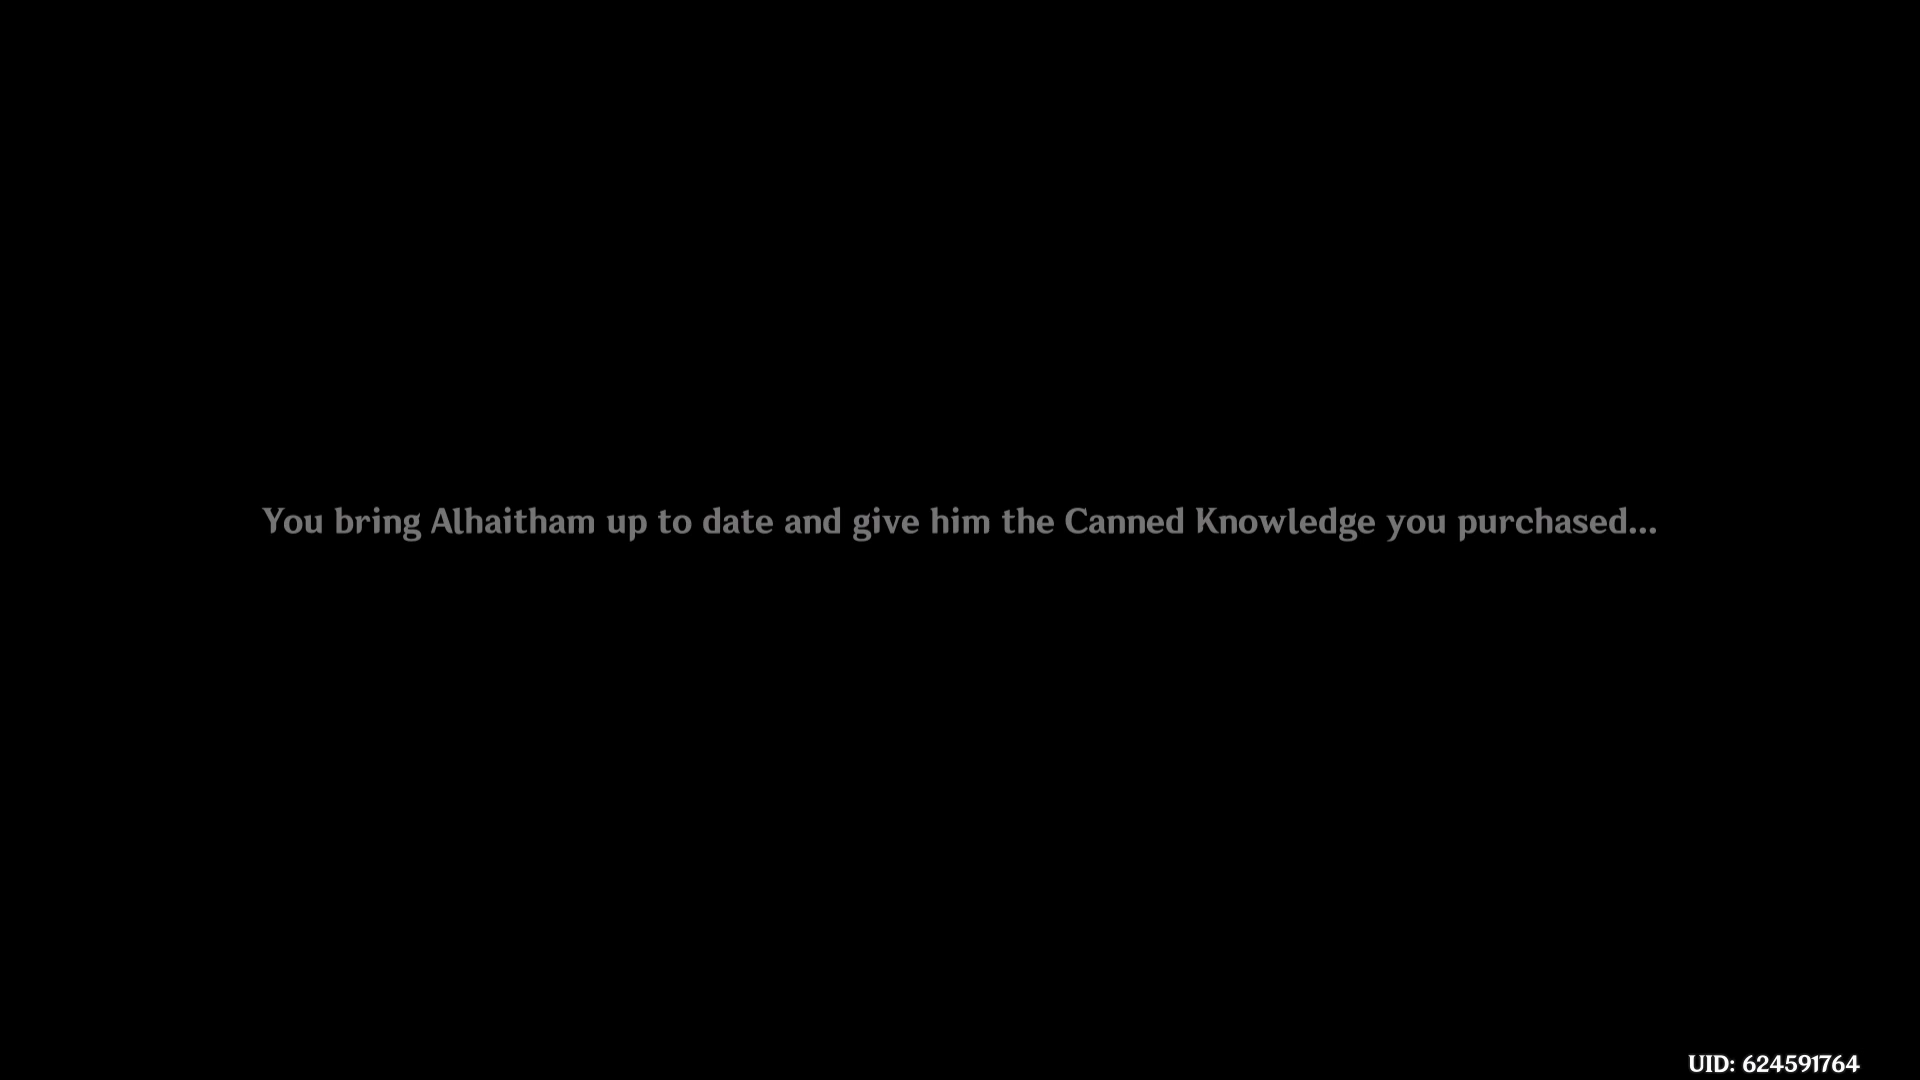 You bring Alhaitham up to date and give him the Canned Knowledge you purchased...
UID: 624591764